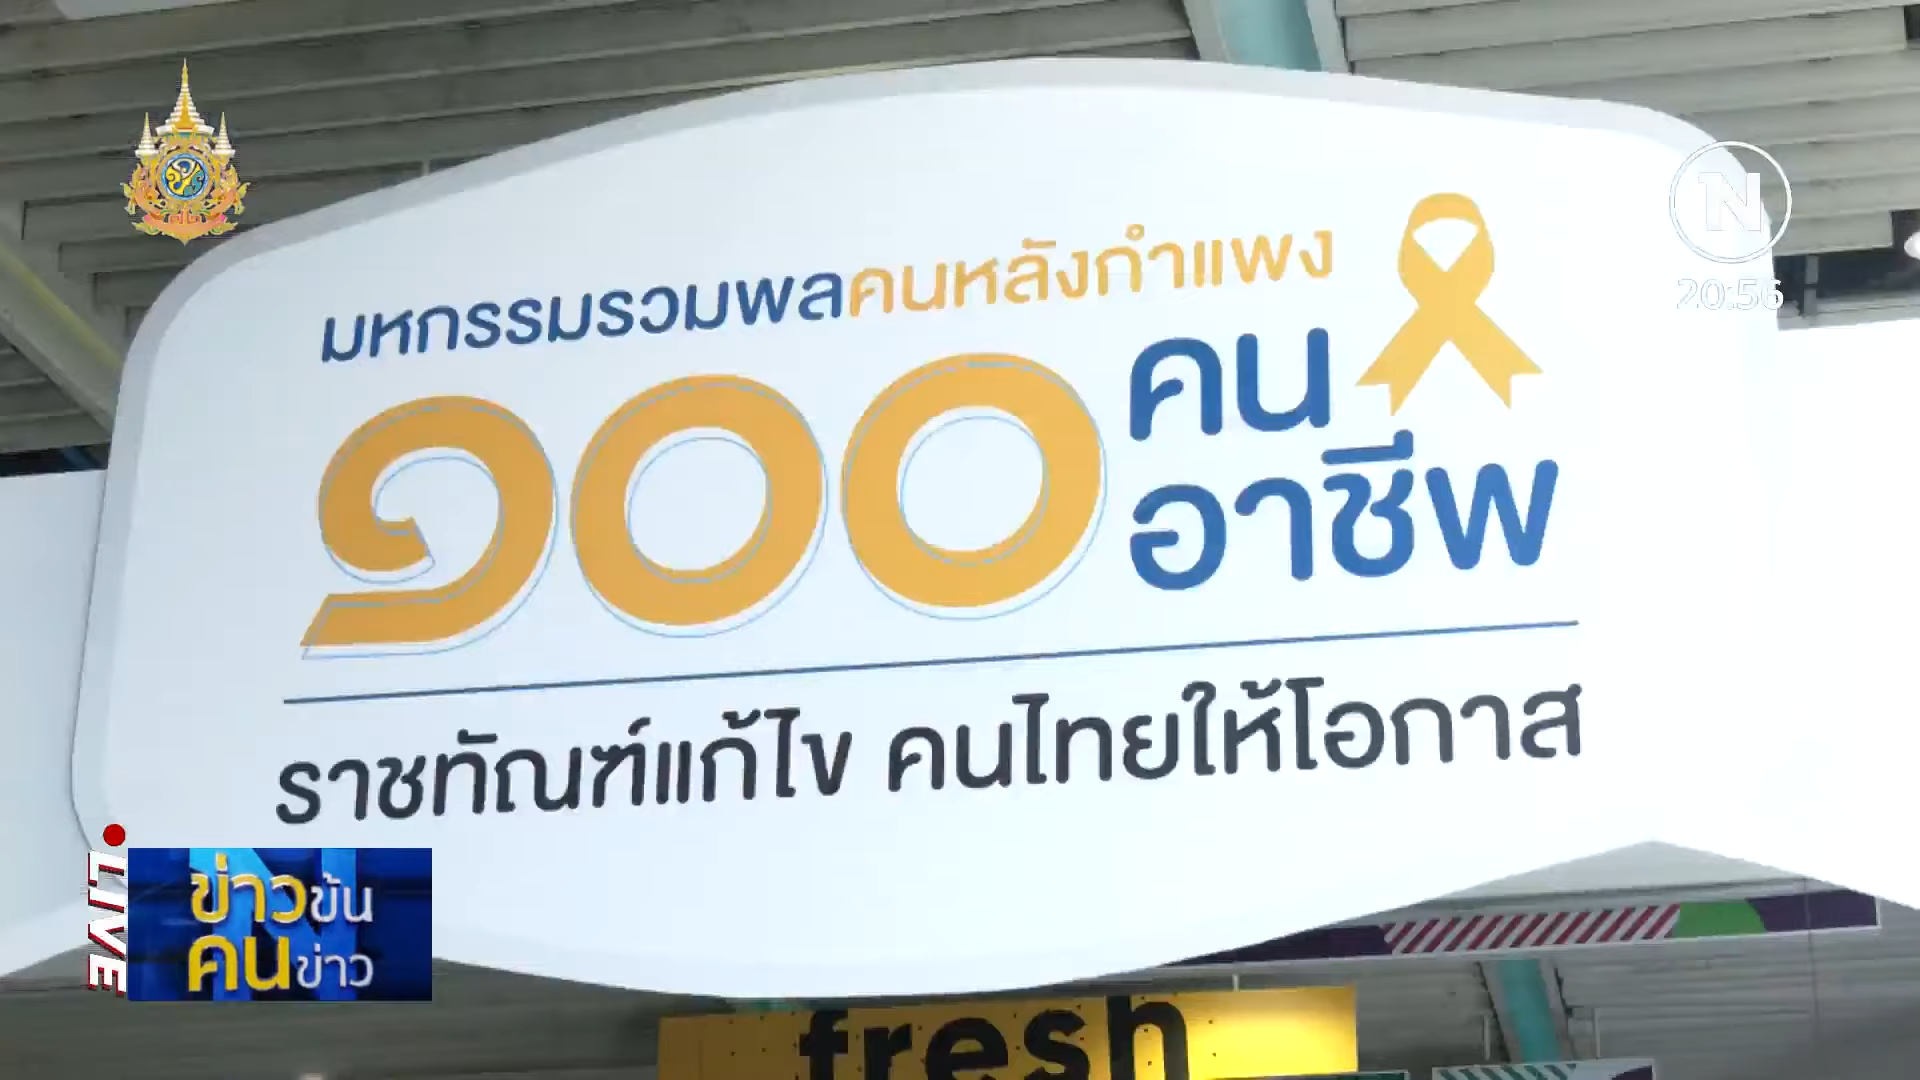 มหกรรมรวมพลคนหลังกำแพง
๑๐๐ คน
อาชีพ
ราชทัณฑ์แก้ไข คนไทยให้โอกาส
N
20:56
LIVE
ข่าวข้น
คนข่าว
fresh
๗๒